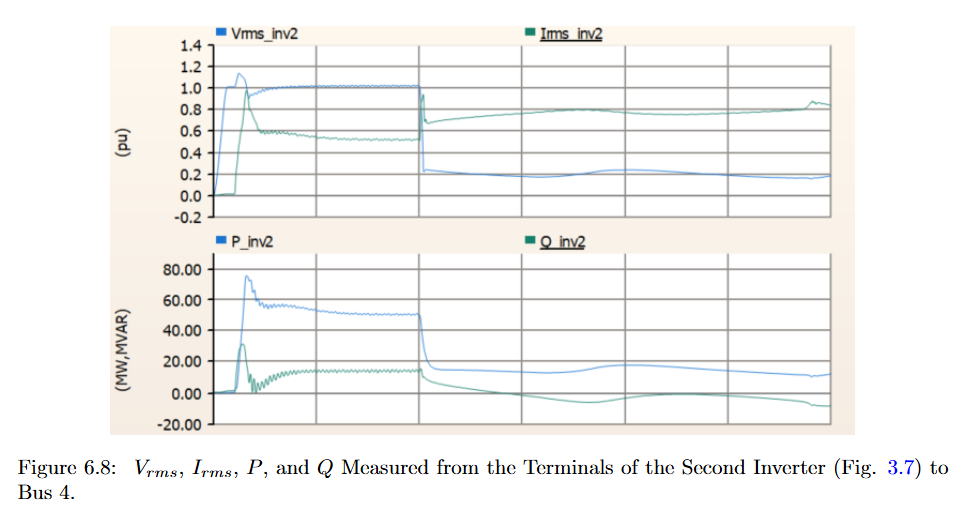 Vrms_inv2 Irms_inv2
1.4
1.2
1.0
0.8
0.6
0.4
0.2
0.0
-0.2
(pu)
P_inv2 Q_inv2
80.00
60.00
40.00
20.00
0.00
-20.00
(MW,MVAR)
Figure 6.8: Vrms, Irms, P, and Q Measured from the Terminals of the Second Inverter (Fig. 3.7) to
Bus 4.